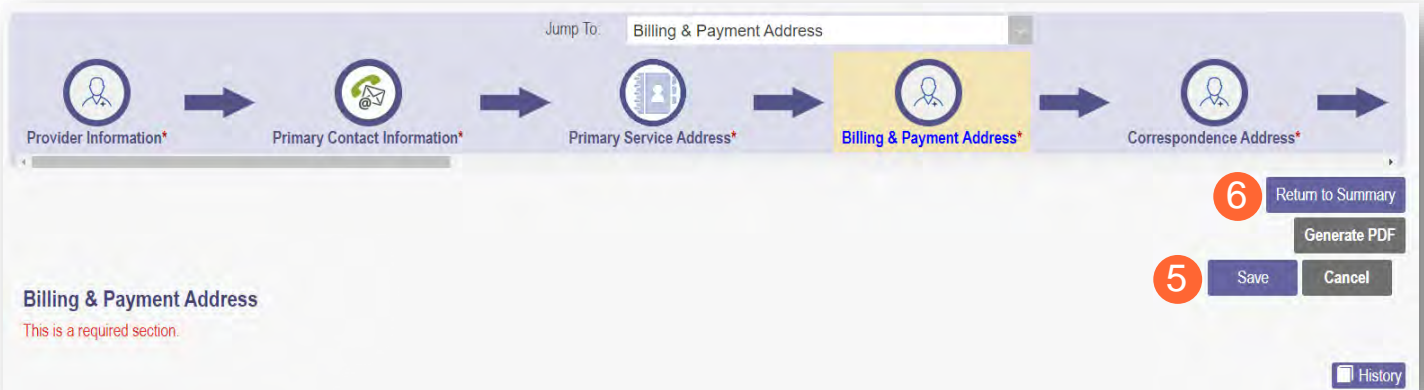 Jump To: Billing & Payment Address
@
Provider Information*
Primary Contact Information*
Primary Service Address*
Billing & Payment Address*
Correspondence Address*
6 Return to Summary
Generate PDF
5 Save Cancel
Billing & Payment Address
This is a required section.
History